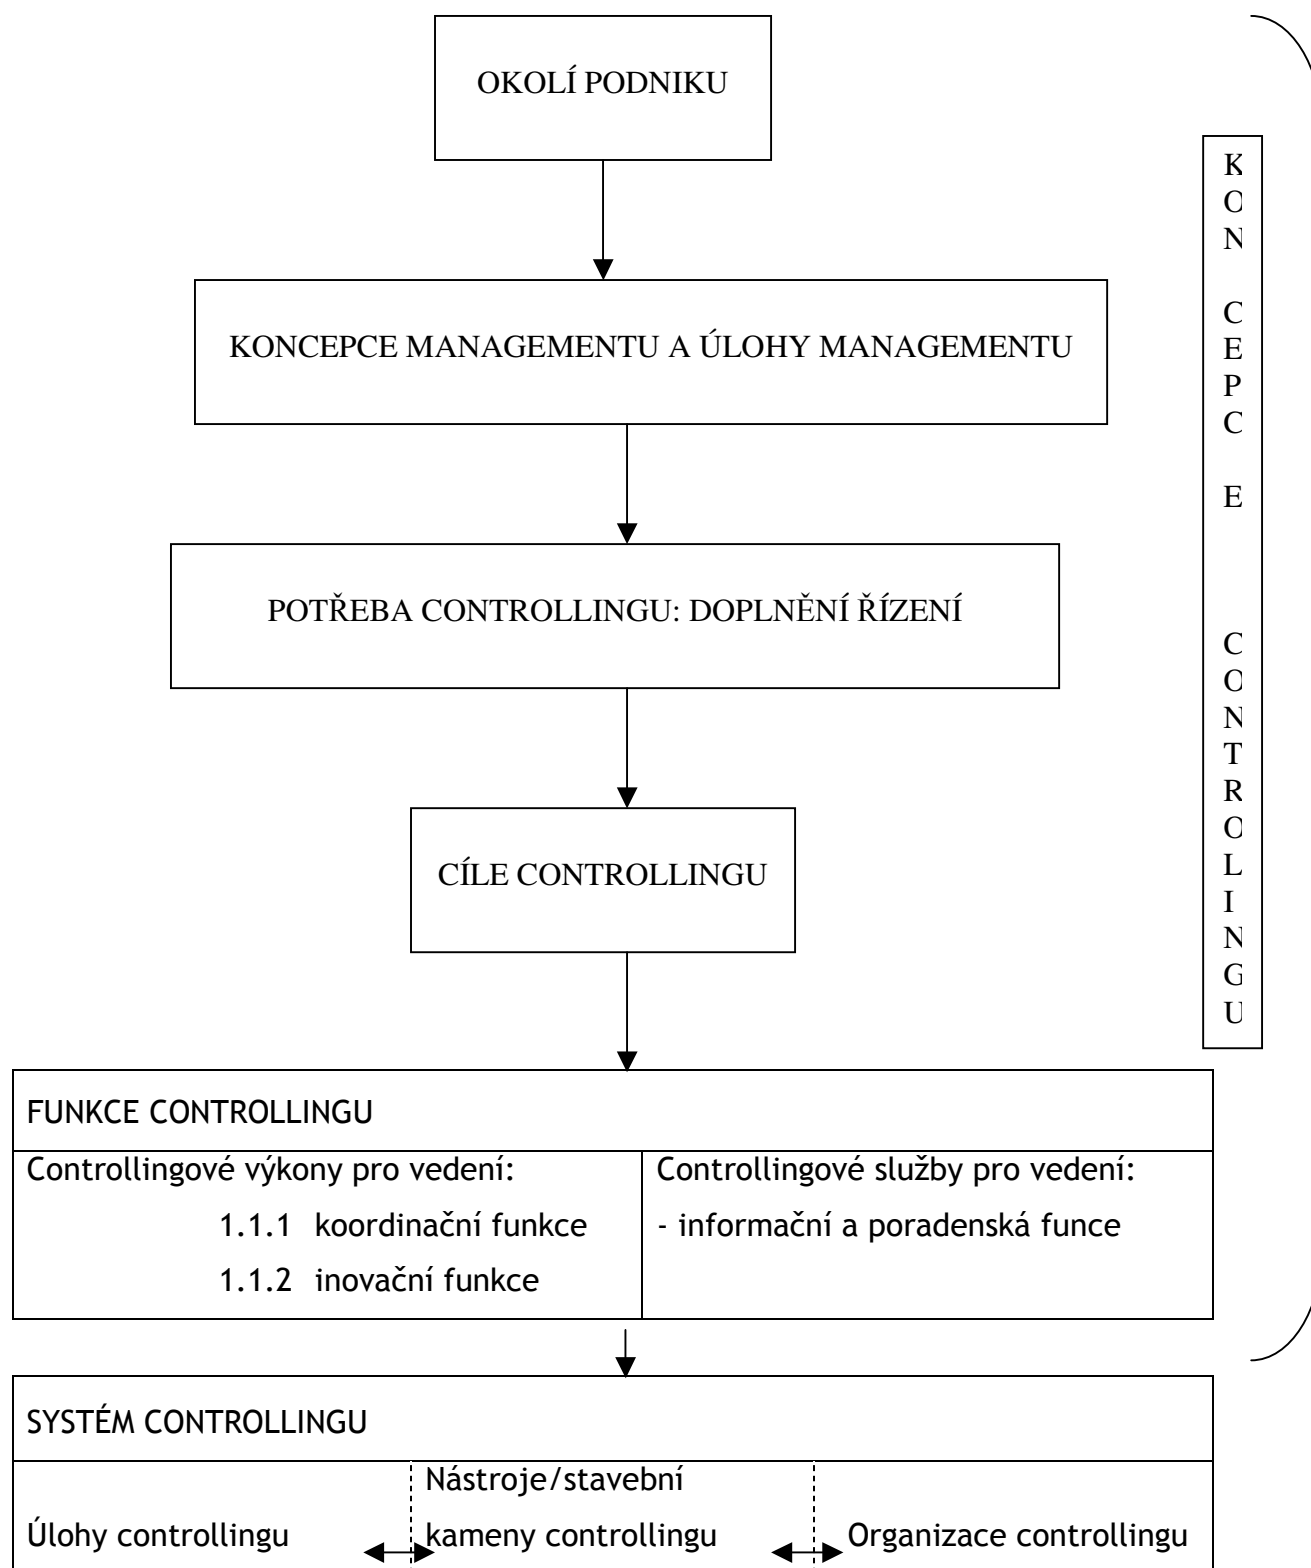 OKOLÍ PODNIKU
KONCEPCE MANAGEMENTU A ÚLOHY MANAGEMENTU
POTŘEBA CONTROLLINGU: DOPLNĚNÍ ŘÍZENÍ
CÍLE CONTROLLINGU
K
O
N
C
E
P
C
E
C
O
N
T
R
O
L
I
N
G
U
FUNKCE CONTROLLINGU
Controllingové výkony pro vedení:
1.1.1 koordinační funkce
1.1.2 inovační funkce
Controllingové služby pro vedení:
- informační a poradenská funce
SYSTÉM CONTROLLINGU
Úlohy controllingu
Nástroje/stavební
kameny controllingu
Organizace controllingu